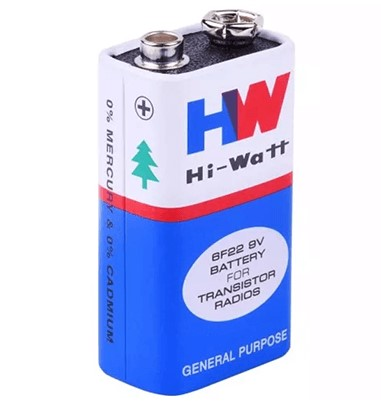 HW
Hi-Watt
6F22 9V
BATTERY
FOR
TRANSISTOR
RADIOS
GENERAL PURPOSE
+
0% MERCURY & 0% CADMIUM